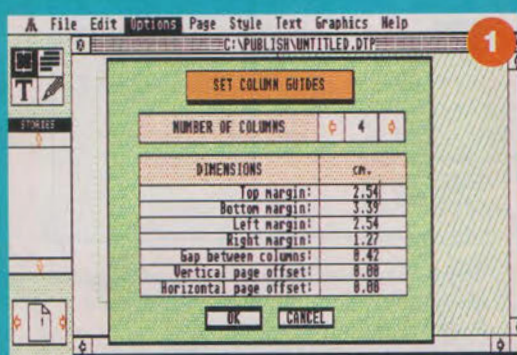 File Edit Options Page Style Text Graphics Help
1
C:\PUBLISH\UNTITLED.DTP
SET COLUMN GUIDES
T
STORIES
NUMBER OF COLUMNS 4
DIMENSIONS cm.
Top margin: 2.54
Bottom margin: 3.39
Left margin: 2.54
Right margin: 1.27
Gap between columns: 0.42
Vertical page offset: 0.00
Horizontal page offset: 0.00
1
OK CANCEL